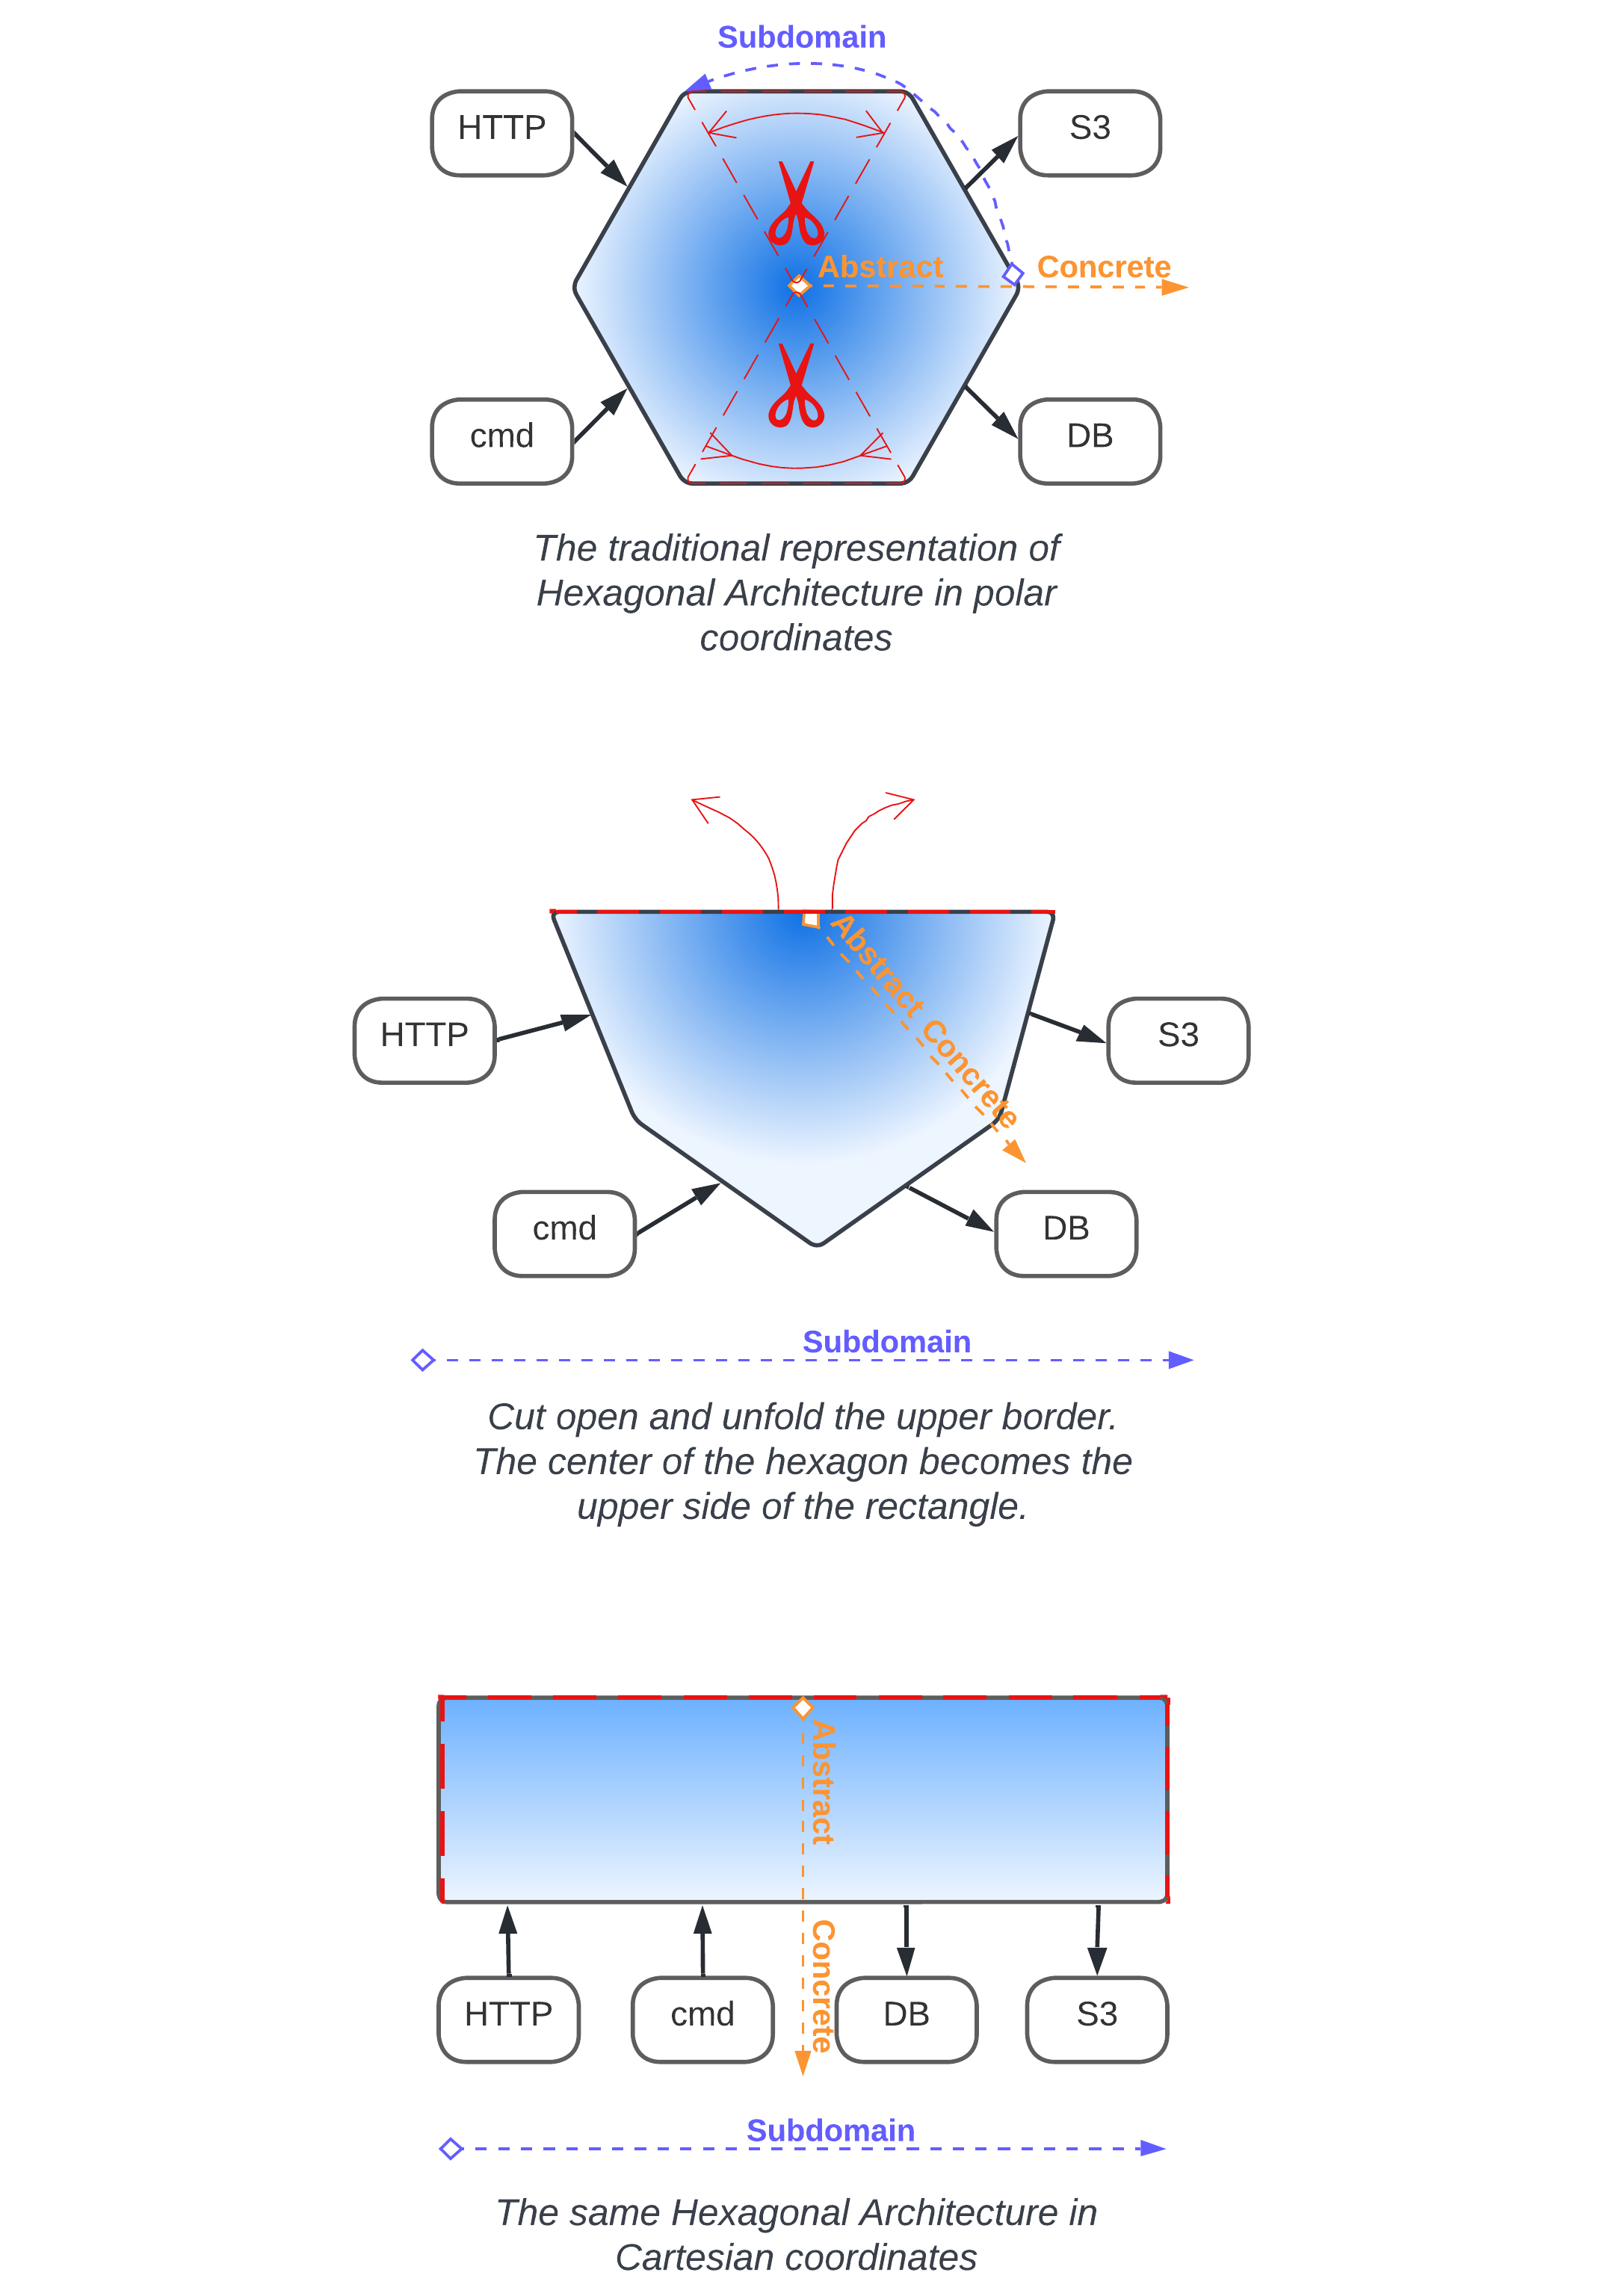 Subdomain
HTTP
S3
Abstract
Concrete
cmd
DB
The traditional representation of
Hexagonal Architecture in polar
coordinates
Abstract
Concrete
HTTP
S3
cmd
DB
Subdomain
Cut open and unfold the upper border.
The center of the hexagon becomes the
upper side of the rectangle.
Abstract
Concrete
HTTP
cmd
DB
S3
Subdomain
The same Hexagonal Architecture in
Cartesian coordinates